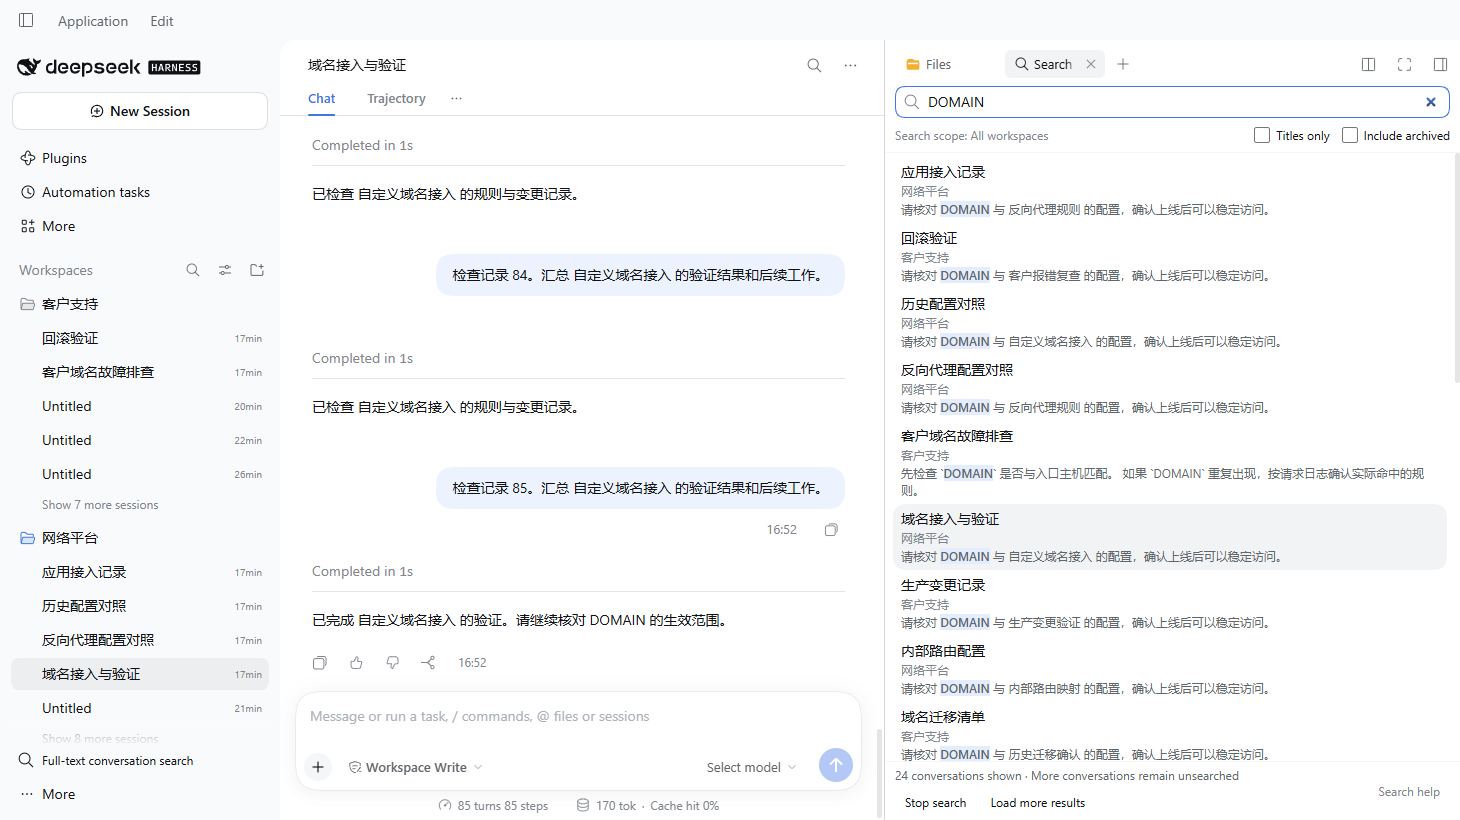 Application Edit
deepseek HARNESS
New Session
Plugins
Automation tasks
More
Workspaces
客户支持
回滚验证 17min
客户域名故障排查 17min
Untitled 20min
Untitled 22min
Untitled 26min
Show 7 more sessions
网络平台
应用接入记录 17min
历史配置对照 17min
反向代理配置对照 17min
域名接入与验证 17min
Untitled 21min
Show 8 more sessions
Full-text conversation search
More
域名接入与验证
Chat Trajectory
Completed in 1s
已检查 自定义域名接入 的规则与变更记录。
检查记录 84。汇总 自定义域名接入 的验证结果和后续工作。
Completed in 1s
已检查 自定义域名接入 的规则与变更记录。
检查记录 85。汇总 自定义域名接入 的验证结果和后续工作。
16:52
Completed in 1s
已完成 自定义域名接入 的验证。请继续核对 DOMAIN 的生效范围。
16:52
Message or run a task, / commands, @ files or sessions
Workspace Write Select model
85 turns 85 steps 170 tok · Cache hit 0%
Files Search
DOMAIN
Search scope: All workspaces Titles only Include archived
应用接入记录
网络平台
请核对 DOMAIN 与 反向代理规则 的配置，确认上线后可以稳定访问。
回滚验证
客户支持
请核对 DOMAIN 与 客户报错复查 的配置，确认上线后可以稳定访问。
历史配置对照
网络平台
请核对 DOMAIN 与 自定义域名接入 的配置，确认上线后可以稳定访问。
反向代理配置对照
网络平台
请核对 DOMAIN 与 反向代理规则 的配置，确认上线后可以稳定访问。
客户域名故障排查
客户支持
先检查 `DOMAIN` 是否与入口主机匹配。 如果 `DOMAIN` 重复出现，按请求日志确认实际命中的规
则。
域名接入与验证
网络平台
请核对 DOMAIN 与 自定义域名接入 的配置，确认上线后可以稳定访问。
生产变更记录
客户支持
请核对 DOMAIN 与 生产变更验证 的配置，确认上线后可以稳定访问。
内部路由配置
网络平台
请核对 DOMAIN 与 内部路由映射 的配置，确认上线后可以稳定访问。
域名迁移清单
客户支持
请核对 DOMAIN 与 历史迁移确认 的配置，确认上线后可以稳定访问。
24 conversations shown · More conversations remain unsearched
Stop search Load more results
Search help